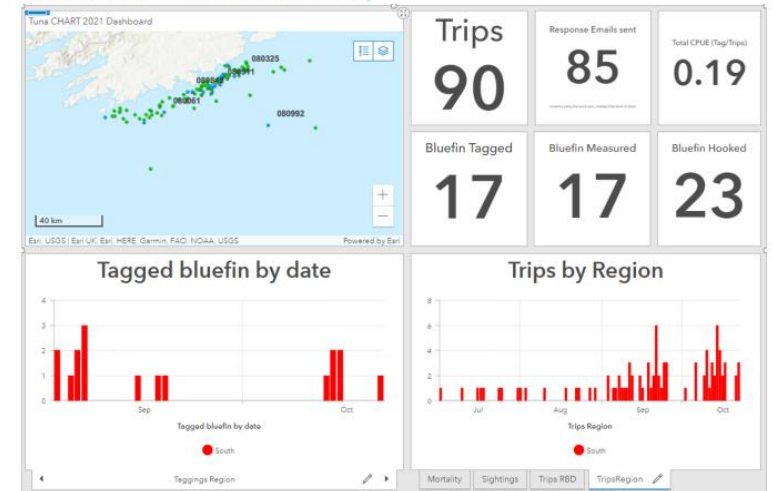 Tuna CHART 2021 Dashboard
080325
080911
080061
080992
40 km
Esri, USGS | Esri UK, Esri, HERE, Garmin, FAO, NOAA, USGS
Powered by Esri
Trips
90
Response Emails sent
85
Total CPUE (Tag/Trips)
0.19
Bluefin Tagged
17
Bluefin Measured
17
Bluefin Hooked
23
Tagged bluefin by date
4
3
2
1
0
Sep
Oct
Tagged bluefin by date
South
Taggings Region
Trips by Region
8
6
4
2
0
Jul
Aug
Sep
Oct
Trips Region
South
Mortality
Sightings
Trips RBD
TripsRegion